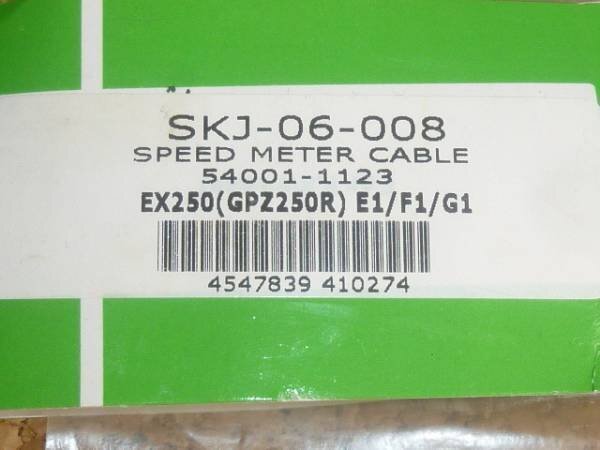 SKJ-06-008
SPEED METER CABLE
54001-1123
EX250(GPZ250R) E1/F1/G1
4547839 410274